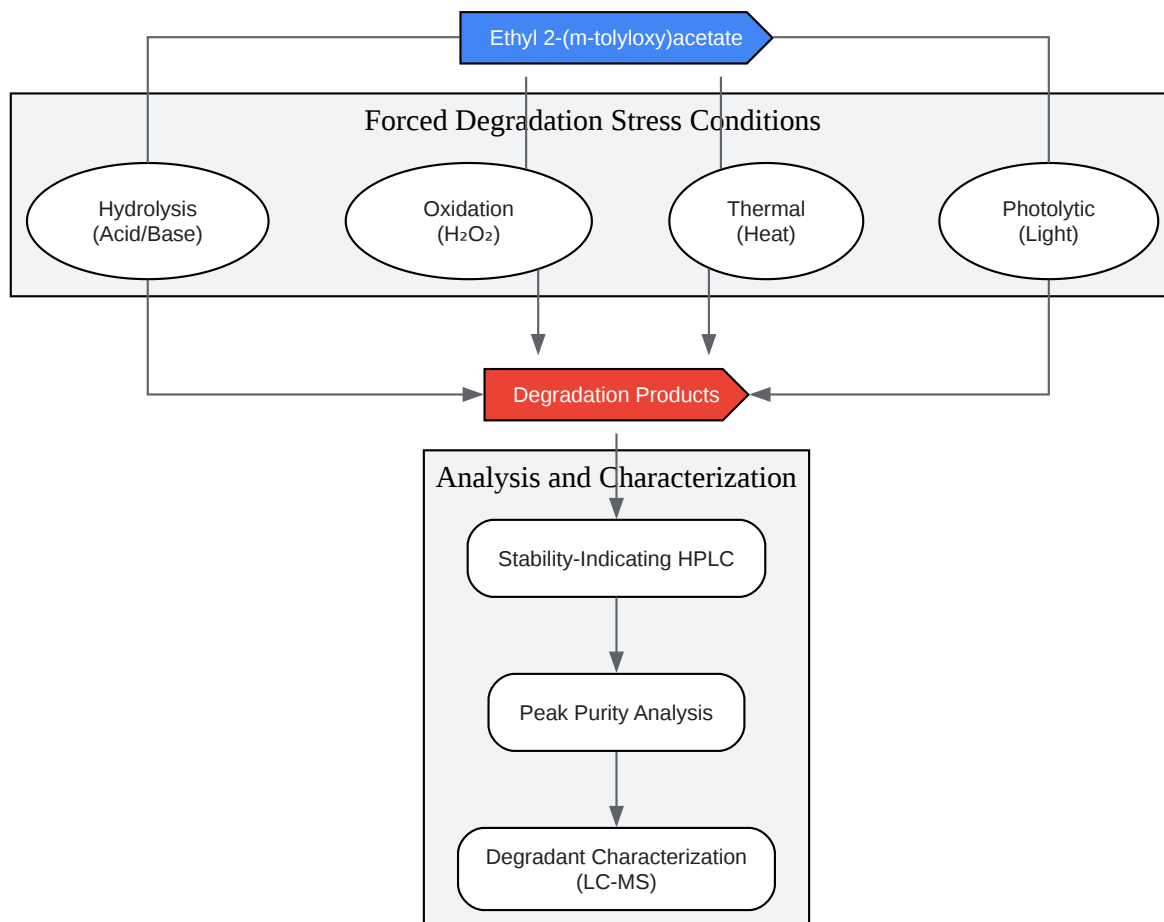 Ethyl 2-(m-tolyloxy)acetate
Forced Degradation Stress Conditions
Hydrolysis
(Acid/Base)
Oxidation
(H₂O₂)
Thermal
(Heat)
Photolytic
(Light)
Degradation Products
Analysis and Characterization
Stability-Indicating HPLC
Peak Purity Analysis
Degradant Characterization
(LC-MS)